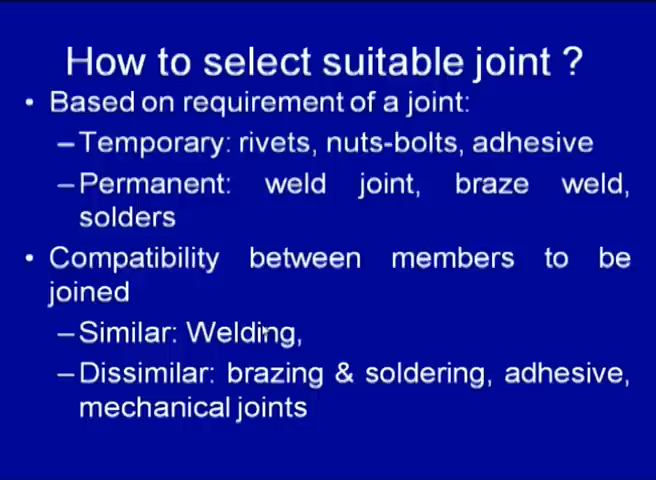 How to select suitable joint ?
• Based on requirement of a joint:
–Temporary: rivets, nuts-bolts, adhesive
–Permanent: weld joint, braze weld,
solders
• Compatibility between members to be
joined
–Similar: Welding,
–Dissimilar: brazing & soldering, adhesive,
mechanical joints